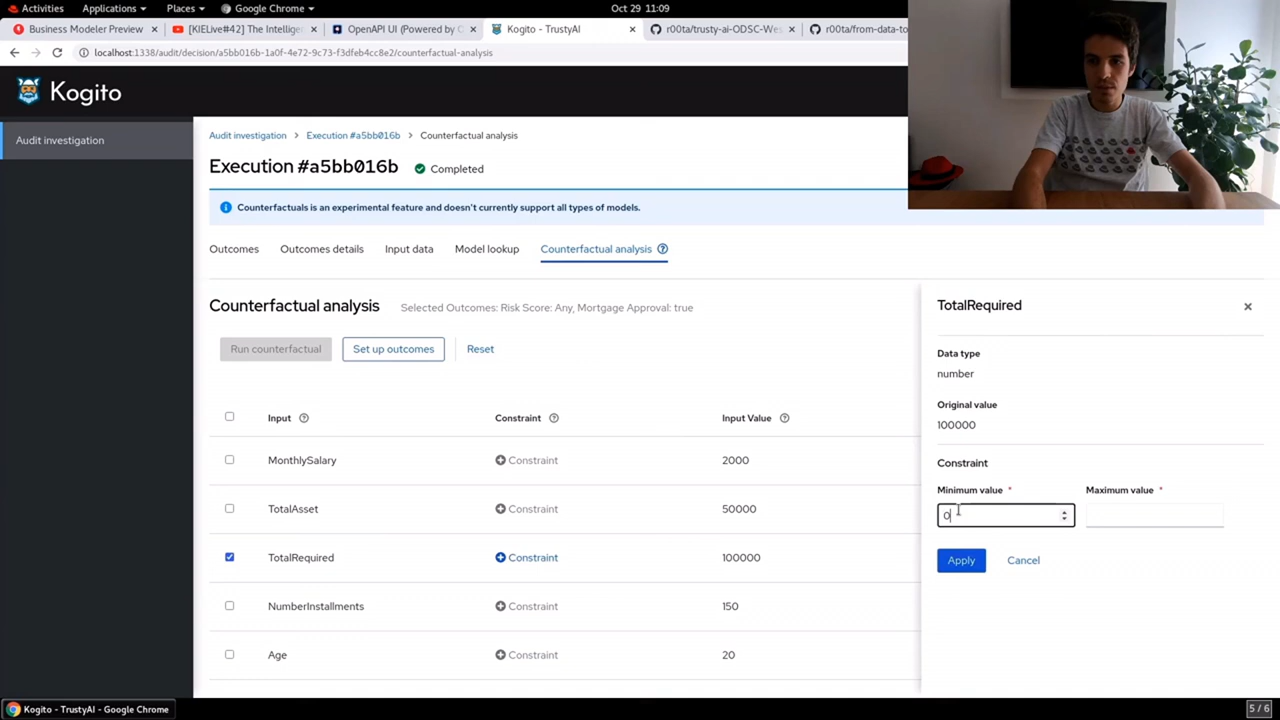 Activities Applications Places Google Chrome Oct 29 11:09
Business Modeler Preview × [KIELive#42] The Intellige × OpenAPI UI (Powered by Q × Kogito - TrustyAI × r00ta/trusty-ai-ODSC-Wes × r00ta/from-data-to
localhost:1338/audit/decision/a5bb016b-1a0f-4e72-9c73-f3dfeb4cc8e2/counterfactual-analysis
Kogito
Audit investigation
Audit investigation > Execution #a5bb016b > Counterfactual analysis
Execution #a5bb016b Completed
Counterfactuals is an experimental feature and doesn't currently support all types of models.
Outcomes Outcomes details Input data Model lookup Counterfactual analysis
Counterfactual analysis Selected Outcomes: Risk Score: Any, Mortgage Approval: true
Run counterfactual Set up outcomes Reset
Input Constraint Input Value
MonthlySalary Constraint 2000
TotalAsset Constraint 50000
TotalRequired Constraint 100000
NumberInstallments Constraint 150
Age Constraint 20
TotalRequired ×
Data type
number
Original value
100000
Constraint
Minimum value * Maximum value *
0
Apply Cancel
Kogito - TrustyAI - Google Chrome 5 / 6